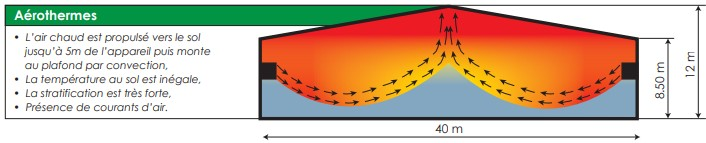 Aérothermes
• L'air chaud est propulsé vers le sol
jusqu'à 5m de l'appareil puis monte
au plafond par convection,
• La température au sol est inégale,
• La stratification est très forte,
• Présence de courants d'air.
8.50 m
12 m
40 m